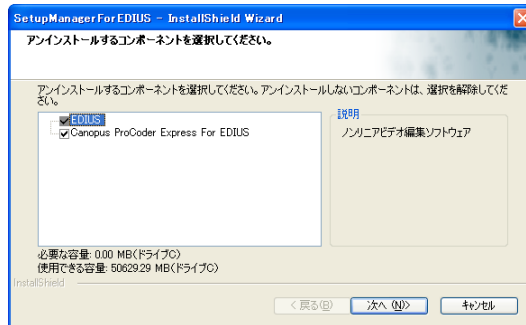 SetupManagerForEDIUS - InstallShield Wizard
アンインストールするコンポーネントを選択してください。
アンインストールするコンポーネントを選択してください。アンインストールしないコンポーネントは、選択を解除してくだ
さい。
EDIUS
Canopus ProCoder Express For EDIUS
説明
ノンリニアビデオ編集ソフトウェア
必要な容量: 0.00 MB(ドライブC)
使用できる容量: 50629.29 MB(ドライブC)
InstallShield
< 戻る(B)
次へ (N)>
キャンセル